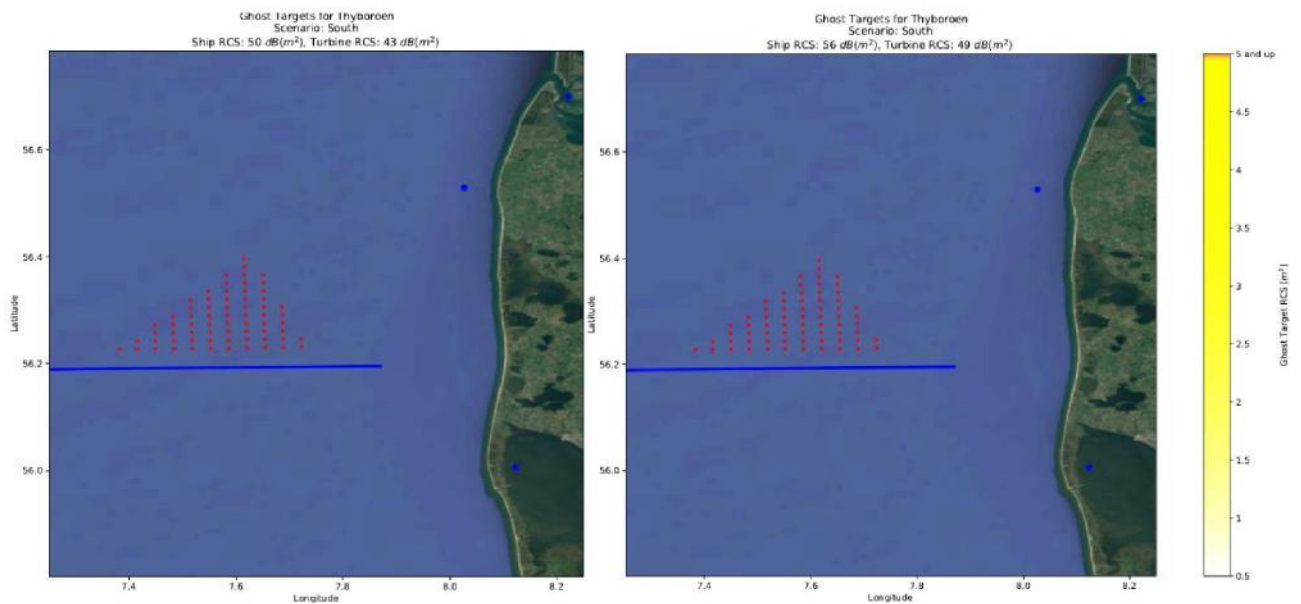 Ghost Targets for Thyboroen
Scenario: South
Ship RCS: 50 dB(m²), Turbine RCS: 43 dB(m²)
Latitude
56.6
56.4
56.2
56.0
7.4
7.6
7.8
8.0
8.2
Longitude
Ghost Targets for Thyboroen
Scenario: South
Ship RCS: 56 dB(m²), Turbine RCS: 49 dB(m²)
Latitude
56.6
56.4
56.2
56.0
7.4
7.6
7.8
8.0
8.2
Longitude
5 and up
4.5
4
3.5
3
2.5
2
1.5
1
0.5
Ghost Target RCS [m²]